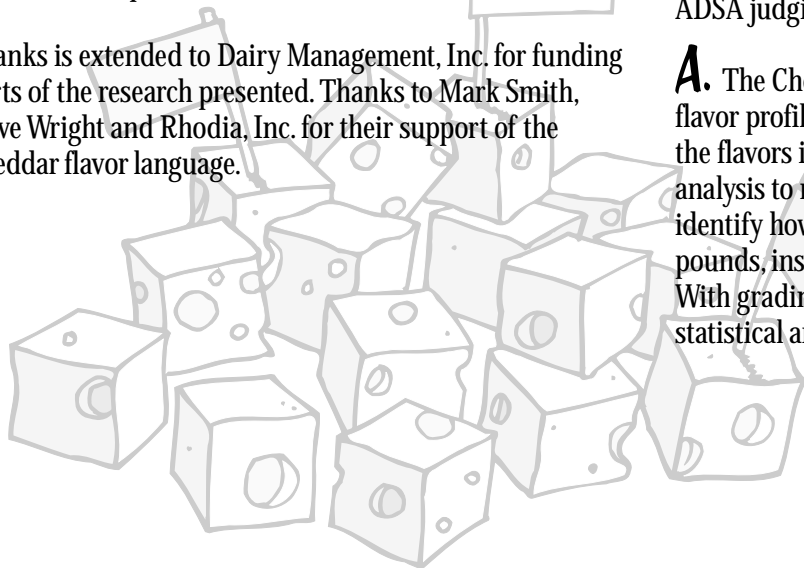 anks is extended to Dairy Management, Inc. for funding
rts of the research presented. Thanks to Mark Smith,
ve Wright and Rhodia, Inc. for their support of the
eddar flavor language.
ADSA judgi
A. The Che
flavor profil
the flavors i
analysis to
identify how
pounds, ins
With gradin
statistical a